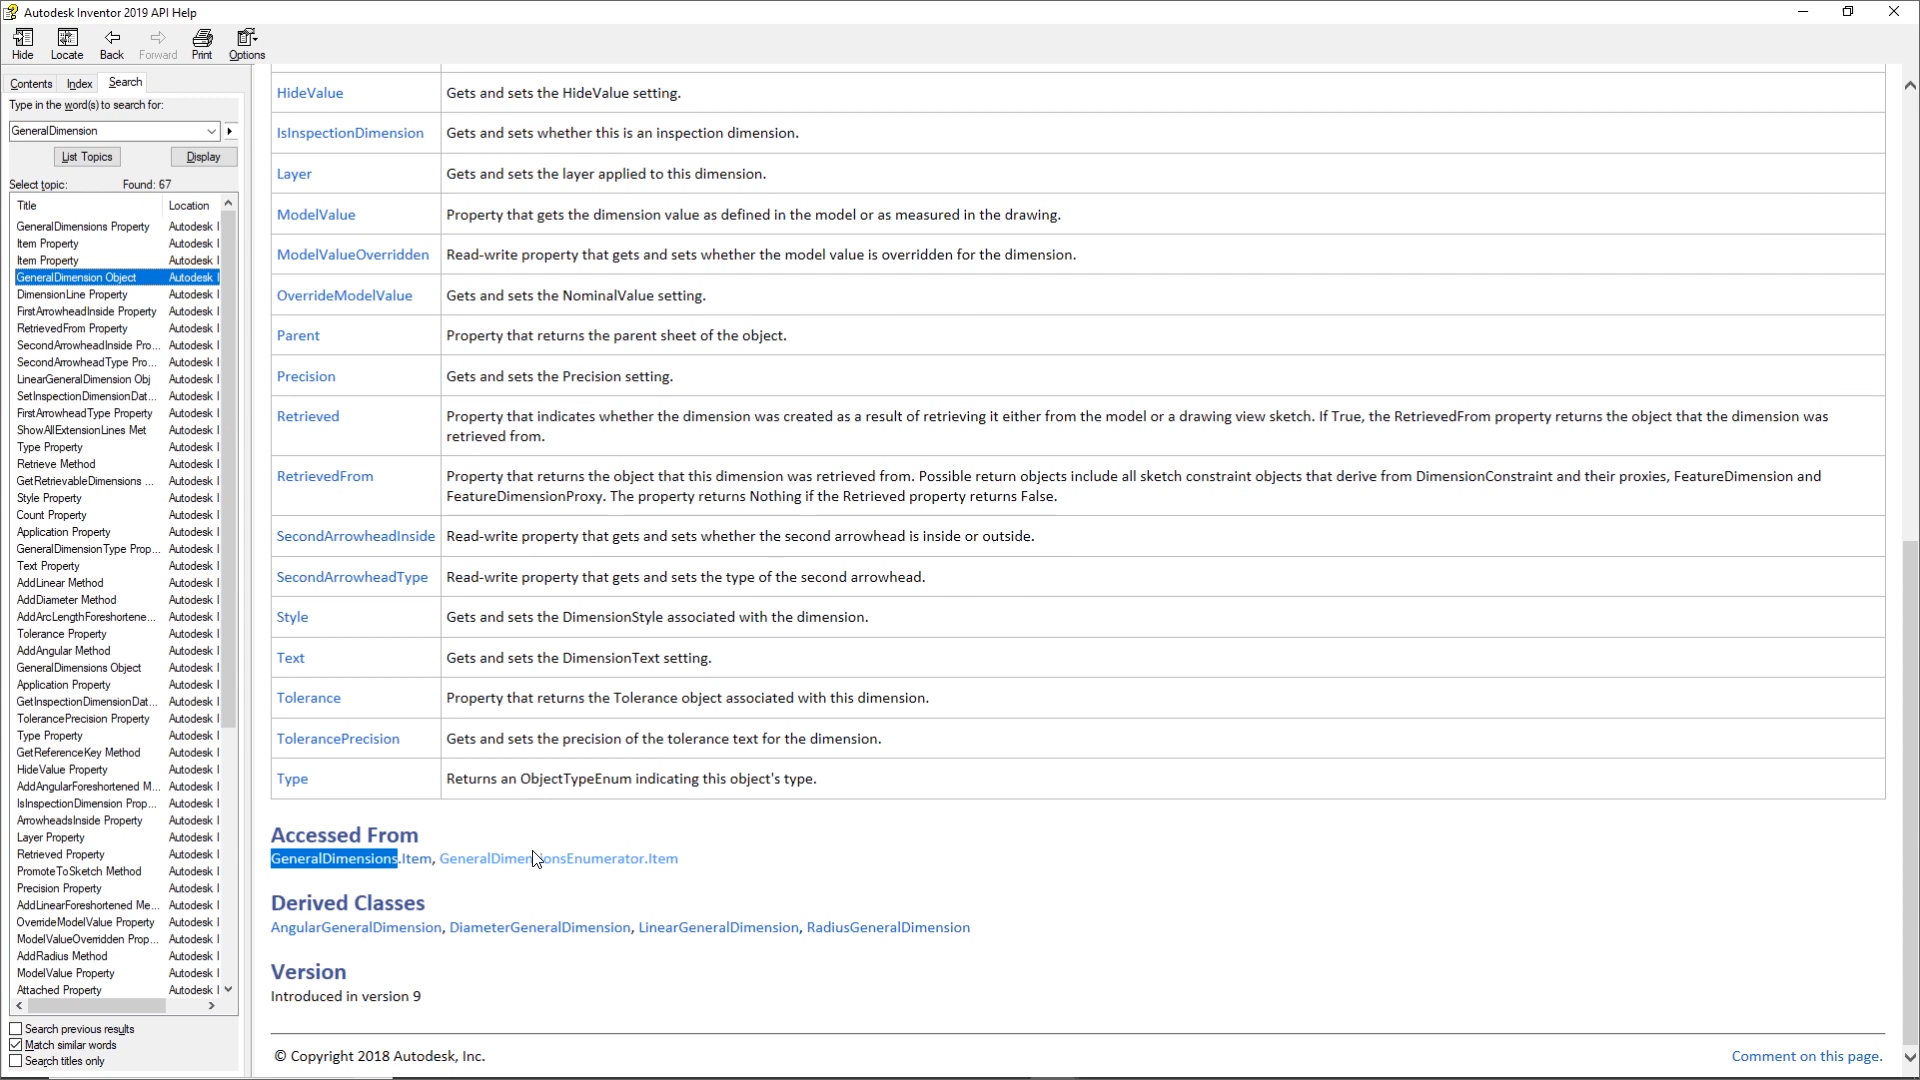 Autodesk Inventor 2019 API Help
Hide Locate Back Forward Print Options
Contents Index Search
Type in the word(s) to search for:
GeneralDimension
List Topics Display
Select topic: Found: 67
Title Location
GeneralDimensions Property Autodesk I
Item Property Autodesk I
Item Property Autodesk I
GeneralDimension Object Autodesk I
DimensionLine Property Autodesk I
FirstArrowheadInside Property Autodesk I
RetrievedFrom Property Autodesk I
SecondArrowheadInside Pro... Autodesk I
SecondArrowheadType Pro... Autodesk I
LinearGeneralDimension Obj Autodesk I
SetInspectionDimensionDat... Autodesk I
FirstArrowheadType Property Autodesk I
ShowAllExtensionLines Met Autodesk I
Type Property Autodesk I
Retrieve Method Autodesk I
GetRetrievableDimensions ... Autodesk I
Style Property Autodesk I
Count Property Autodesk I
Application Property Autodesk I
GeneralDimensionType Prop... Autodesk I
Text Property Autodesk I
AddLinear Method Autodesk I
AddDiameter Method Autodesk I
AddArcLengthForeshortene... Autodesk I
Tolerance Property Autodesk I
AddAngular Method Autodesk I
GeneralDimensions Object Autodesk I
Application Property Autodesk I
GetInspectionDimensionDat... Autodesk I
TolerancePrecision Property Autodesk I
Type Property Autodesk I
GetReferenceKey Method Autodesk I
HideValue Property Autodesk I
AddAngularForeshortened M... Autodesk I
IsInspectionDimension Prop... Autodesk I
ArrowheadsInside Property Autodesk I
Layer Property Autodesk I
Retrieved Property Autodesk I
PromoteToSketch Method Autodesk I
Precision Property Autodesk I
AddLinearForeshortened Me... Autodesk I
OverrideModelValue Property Autodesk I
ModelValueOverridden Prop... Autodesk I
AddRadius Method Autodesk I
ModelValue Property Autodesk I
Attached Property Autodesk I
Search previous results
Match similar words
Search titles only
HideValue Gets and sets the HideValue setting.
IsInspectionDimension Gets and sets whether this is an inspection dimension.
Layer Gets and sets the layer applied to this dimension.
ModelValue Property that gets the dimension value as defined in the model or as measured in the drawing.
ModelValueOverridden Read-write property that gets and sets whether the model value is overridden for the dimension.
OverrideModelValue Gets and sets the NominalValue setting.
Parent Property that returns the parent sheet of the object.
Precision Gets and sets the Precision setting.
Retrieved Property that indicates whether the dimension was created as a result of retrieving it either from the model or a drawing view sketch. If True, the RetrievedFrom property returns the object that the dimension was
retrieved from.
RetrievedFrom Property that returns the object that this dimension was retrieved from. Possible return objects include all sketch constraint objects that derive from DimensionConstraint and their proxies, FeatureDimension and
FeatureDimensionProxy. The property returns Nothing if the Retrieved property returns False.
SecondArrowheadInside Read-write property that gets and sets whether the second arrowhead is inside or outside.
SecondArrowheadType Read-write property that gets and sets the type of the second arrowhead.
Style Gets and sets the DimensionStyle associated with the dimension.
Text Gets and sets the DimensionText setting.
Tolerance Property that returns the Tolerance object associated with this dimension.
TolerancePrecision Gets and sets the precision of the tolerance text for the dimension.
Type Returns an ObjectTypeEnum indicating this object's type.
Accessed From
GeneralDimensions.Item, GeneralDimensionsEnumerator.Item
Derived Classes
AngularGeneralDimension, DiameterGeneralDimension, LinearGeneralDimension, RadiusGeneralDimension
Version
Introduced in version 9
© Copyright 2018 Autodesk, Inc. Comment on this page.